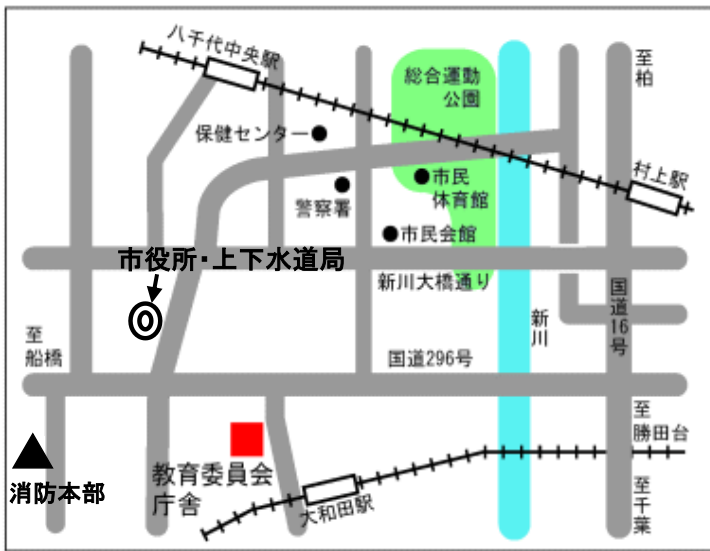 八千代中央駅
総合運動
公園
至
柏
保健センター
警察署
市民
体育館
村上駅
市民会館
市役所・上下水道局
新川大橋通り
国道16号
新川
至
船橋
国道296号
至
勝田台
教育委員会
庁舎
消防本部
大和田駅
至
千葉